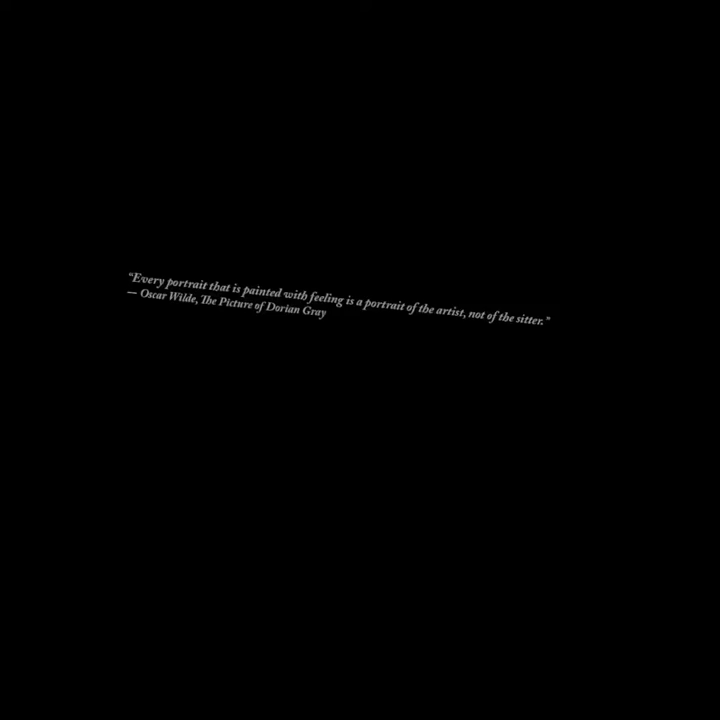 “Every portrait that is painted with feeling is a portrait of the artist, not of the sitter.”
— Oscar Wilde, The Picture of Dorian Gray